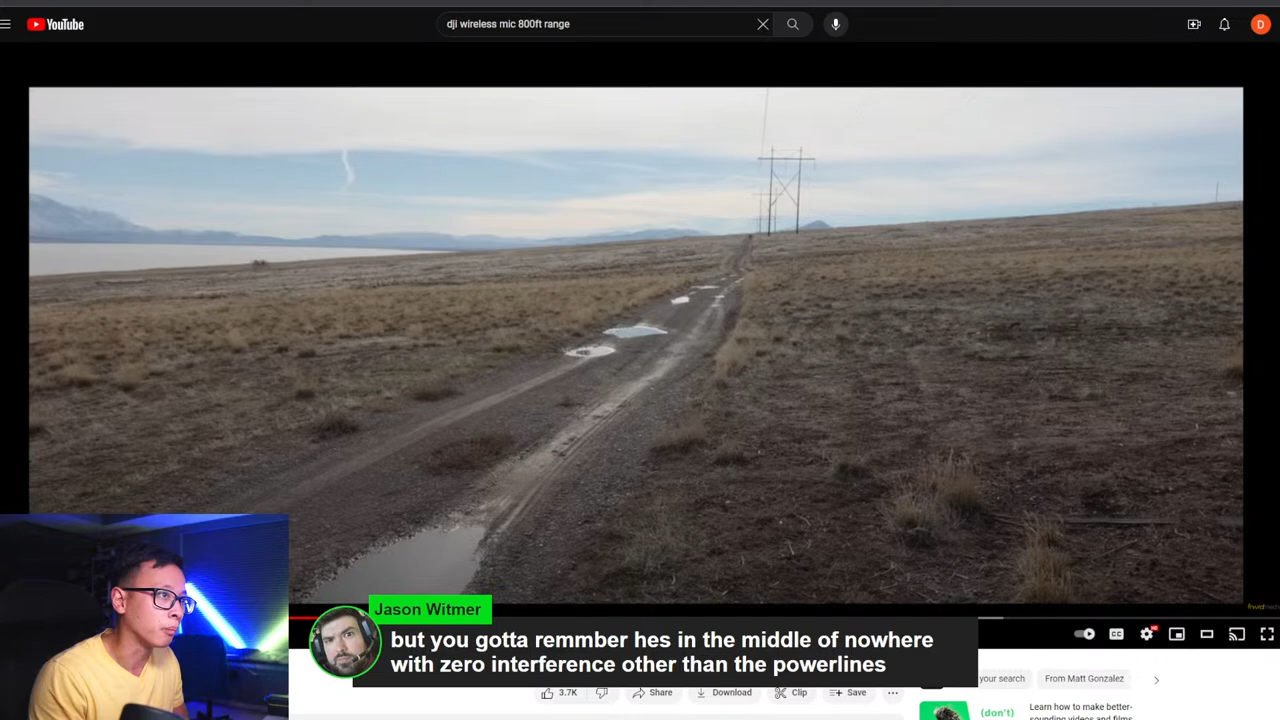 YouTube
dji wireless mic 800ft range
D
Jason Witmer
but you gotta remmber hes in the middle of nowhere
with zero interference other than the powerlines
3.7K
Share
Download
Clip
Save
your search
From Matt Gonzalez
(don't)
Learn how to make better-
sounding videos and films